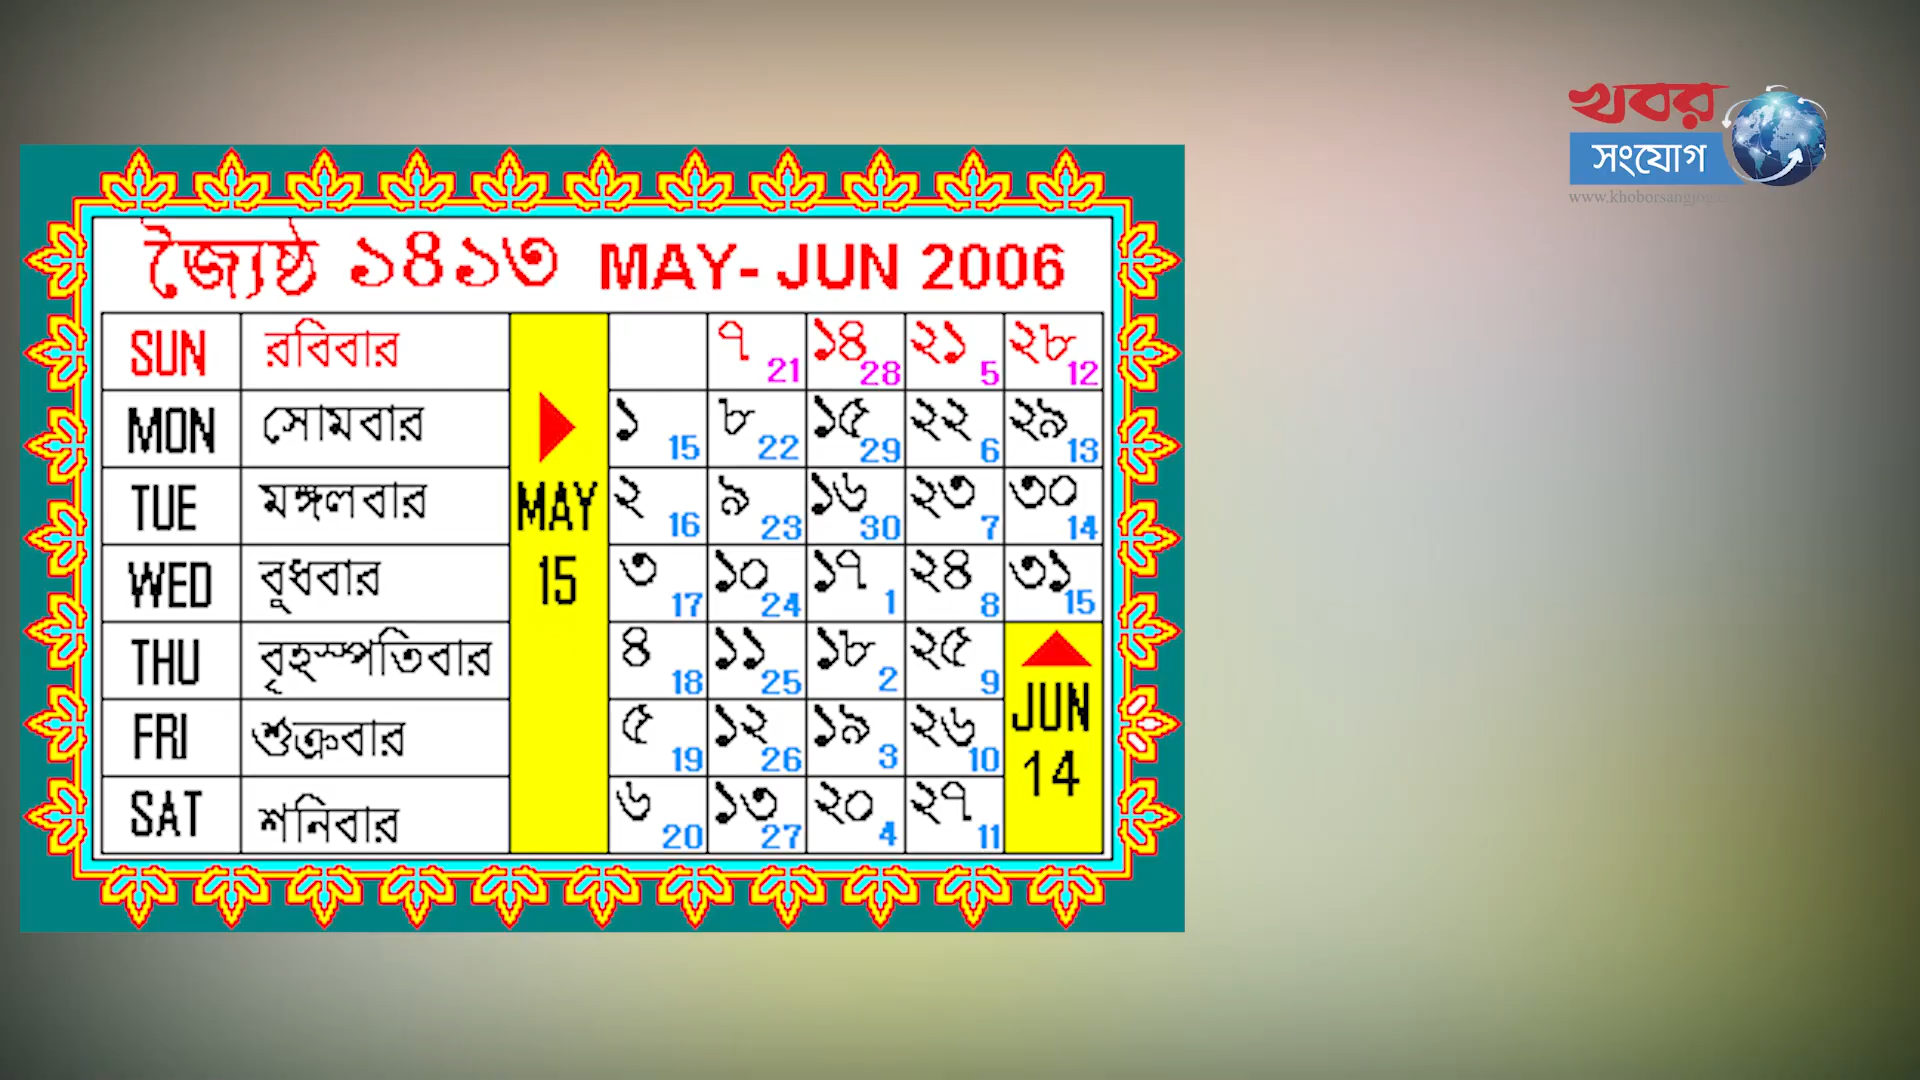 খবর
সংযোগ
www.khoborsangjog
জ্যৈষ্ঠ ১৪১৩ MAY- JUN 2006
SUN রবিবার ৭ 21 ১৪ 28 ২১ 5 ২৮ 12
MON সোমবার ১ 15 ৮ 22 ১৫ 29 ২২ 6 ২৯ 13
TUE মঙ্গলবার MAY ২ 16 ৯ 23 ১৬ 30 ২৩ 7 ৩০ 14
WED বুধবার 15 ৩ 17 ১০ 24 ১৭ 1 ২৪ 8 ৩১ 15
THU বৃহস্পতিবার ৪ 18 ১১ 25 ১৮ 2 ২৫ 9
FRI শুক্রবার ৫ 19 ১২ 26 ১৯ 3 ২৬ 10 JUN
SAT শনিবার ৬ 20 ১৩ 27 ২০ 4 ২৭ 11 14